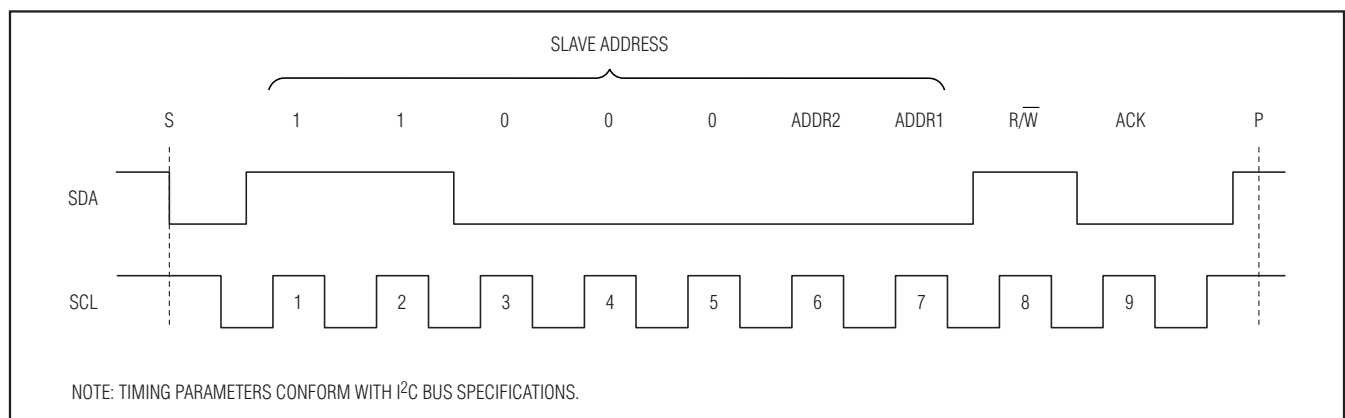 SLAVE ADDRESS
S 1 1 0 0 0 ADDR2 ADDR1 R/W̅ ACK P
SDA
SCL 1 2 3 4 5 6 7 8 9
NOTE: TIMING PARAMETERS CONFORM WITH I²C BUS SPECIFICATIONS.